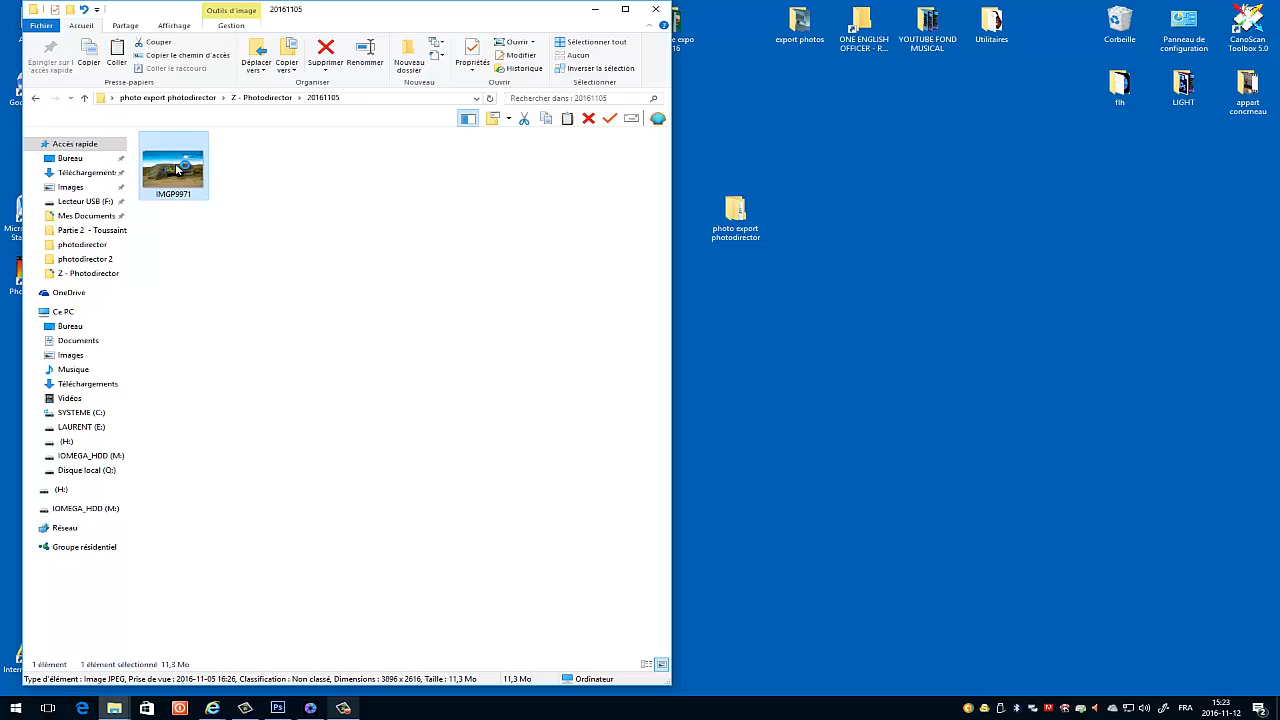 Outils d'image
20161105
Fichier
Accueil
Partage
Affichage
Gestion
Épingler sur l'accès rapide
Copier
Coller
Couper
Copier le chemin d'accès
Coller le raccourci
Presse-papiers
Déplacer vers
Copier vers
Supprimer
Renommer
Organiser
Nouveau dossier
Nouveau
Propriétés
Ouvrir
Modifier
Historique
Ouvrir
Sélectionner tout
Aucun
Inverser la sélection
Sélectionner
photo export photodirector > Z - Photodirector > 20161105
Rechercher dans : 20161105
Accès rapide
Bureau
Téléchargements
Images
Lecteur USB (F:)
Mes Documents
Partie 2 - Toussaint
photodirector
photodirector 2
Z - Photodirector
OneDrive
Ce PC
Bureau
Documents
Images
Musique
Téléchargements
Vidéos
SYSTEME (C:)
LAURENT (E:)
(H:)
IOMEGA_HDD (M:)
Disque local (Q:)
(H:)
IOMEGA_HDD (M:)
Réseau
Groupe résidentiel
IMGP9971
1 élément
1 élément sélectionné 11,3 Mo
Type d'élément : Image JPEG, Prise de vue : 2016-11-05 16:26, Classification : Non classé, Dimensions : 3896 x 2616, Taille : 11,3 Mo
11,3 Mo
Ordinateur
export photos
ONE ENGLISH
OFFICER - R...
YOUTUBE FOND
MUSICAL
Utilitaires
Corbeille
Panneau de
configuration
CanoScan
Toolbox 5.0
flh
LIGHT
appart
concrneau
photo export
photodirector
FRA
15:23
2016-11-12